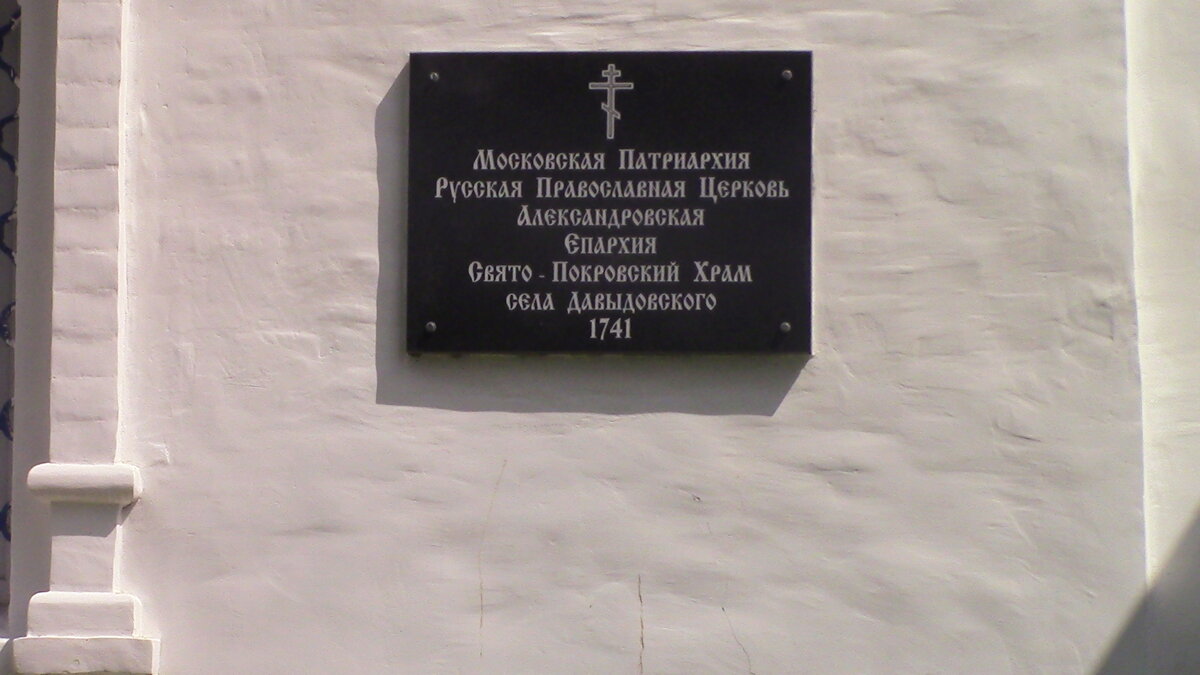 Московская Патриархия
Русская Православная Церковь
Александровская
Епархия
Свято - Покровский Храм
села Давыдовского
1741